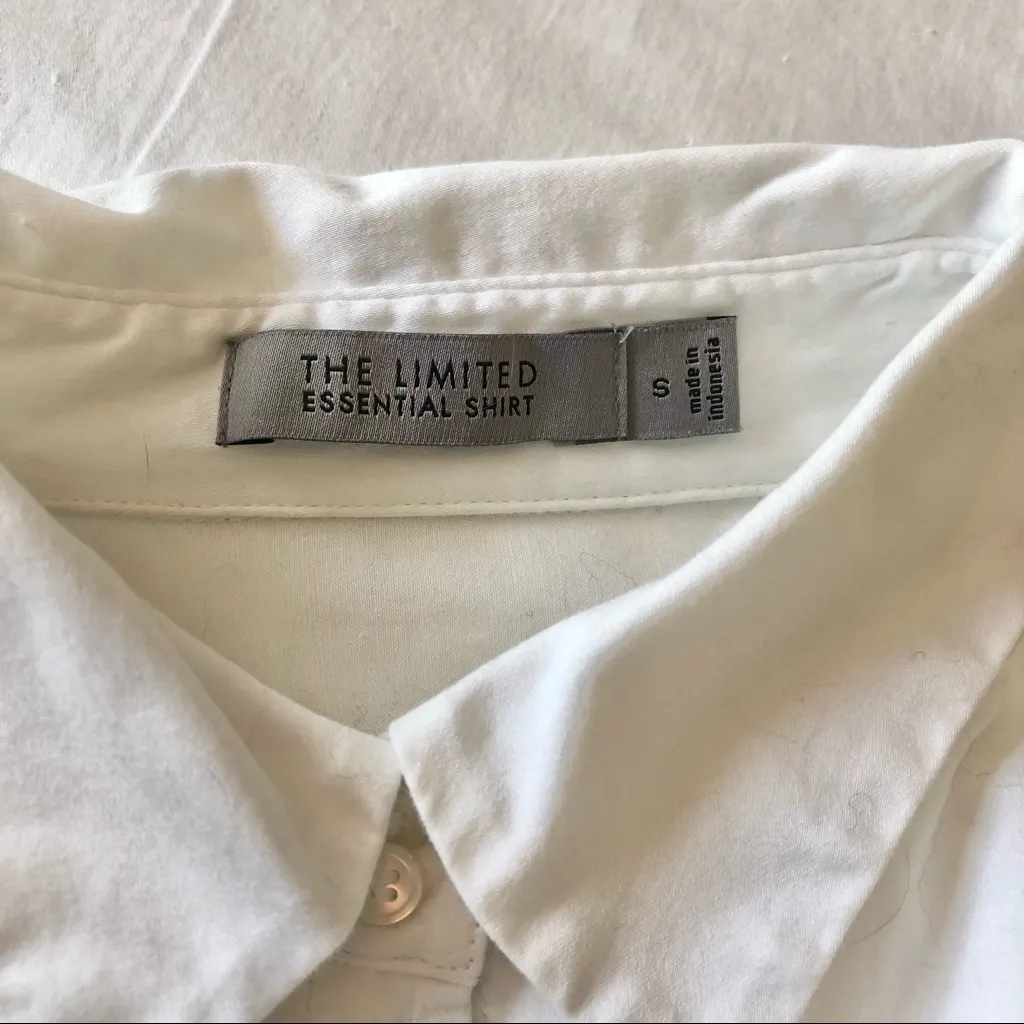 THE LIMITED
ESSENTIAL SHIRT
S
made in
indonesia